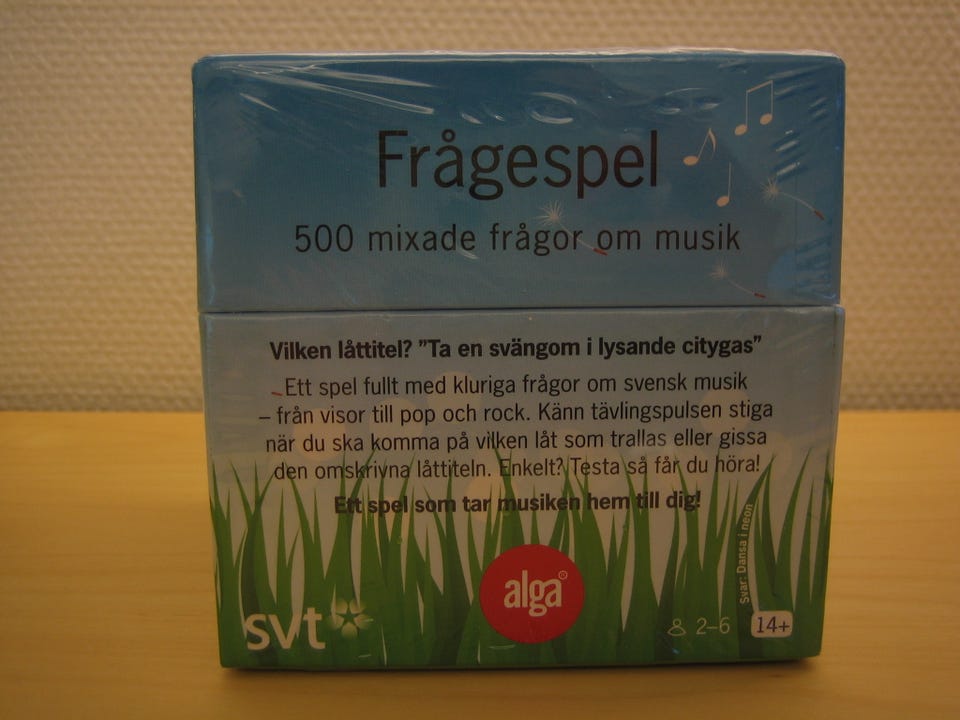 Frågespel
500 mixade frågor om musik
Vilken låttitel? "Ta en svängom i lysande citygas"
Ett spel fullt med kluriga frågor om svensk musik
– från visor till pop och rock. Känn tävlingspulsen stiga
när du ska komma på vilken låt som trallas eller gissa
den omskrivna låttiteln. Enkelt? Testa så får du höra!
Ett spel som tar musiken hem till dig!
Svar: Dansa i neon
alga®
svt
2–6
14+